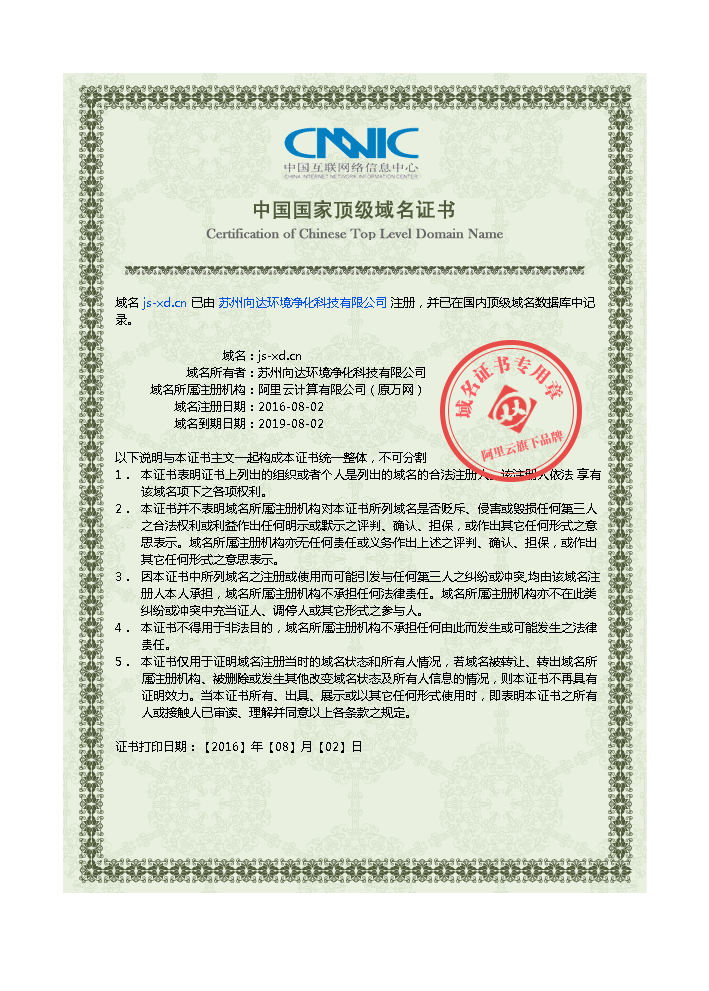 CNNIC
中国互联网络信息中心
CHINA INTERNET NETWORK INFORMATION CENTER
中国国家顶级域名证书
Certification of Chinese Top Level Domain Name
域名 js-xd.cn 已由 苏州向达环境净化科技有限公司 注册，并已在国内顶级域名数据库中记
录。
域名：js-xd.cn
域名所有者：苏州向达环境净化科技有限公司
域名所属注册机构：阿里云计算有限公司（原万网）
域名注册日期：2016-08-02
域名到期日期：2019-08-02
域名证书专用章
阿里云旗下品牌
以下说明与本证书主文一起构成本证书统一整体，不可分割
1． 本证书表明证书上列出的组织或者个人是列出的域名的合法注册人。该注册人依法 享有
该域名项下之各项权利。
2． 本证书并不表明域名所属注册机构对本证书所列域名是否贬斥、侵害或毁损任何第三人
之合法权利或利益作出任何明示或默示之评判、确认、担保，或作出其它任何形式之意
思表示。域名所属注册机构亦无任何责任或义务作出上述之评判、确认、担保，或作出
其它任何形式之意思表示。
3． 因本证书中所列域名之注册或使用而可能引发与任何第三人之纠纷或冲突,均由该域名注
册人本人承担，域名所属注册机构不承担任何法律责任。域名所属注册机构亦不在此类
纠纷或冲突中充当证人、调停人或其它形式之参与人。
4． 本证书不得用于非法目的，域名所属注册机构不承担任何由此而发生或可能发生之法律
责任。
5． 本证书仅用于证明域名注册当时的域名状态和所有人情况，若域名被转让、转出域名所
属注册机构、被删除或发生其他改变域名状态及所有人信息的情况，则本证书不再具有
证明效力。当本证书所有、出具、展示或以其它任何形式使用时，即表明本证书之所有
人或接触人已审读、理解并同意以上各条款之规定。
证书打印日期：【2016】年【08】月【02】日